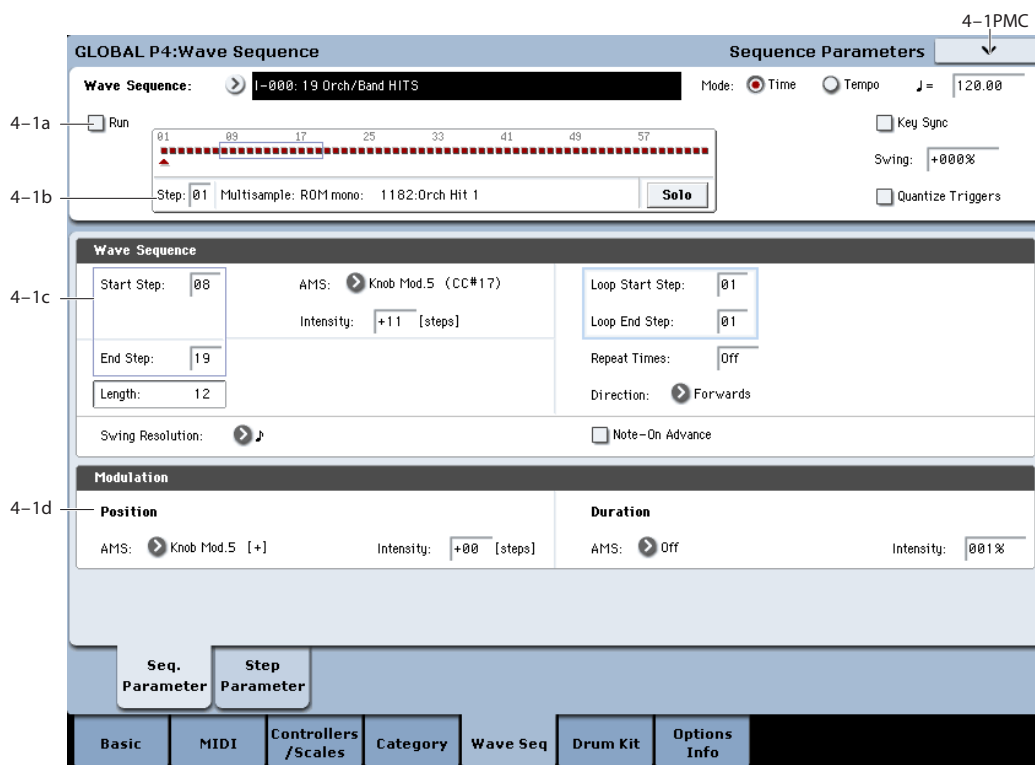 4-1PMC
GLOBAL P4:Wave Sequence Sequence Parameters
Wave Sequence: I-000: 19 Orch/Band HITS Mode: Time Tempo ♩= 120.00
4-1a Run Key Sync
01 09 17 25 33 41 49 57
Swing: +000%
4-1b Step: 01 Multisample: ROM mono: 1182:Orch Hit 1 Solo Quantize Triggers
Wave Sequence
4-1c Start Step: 08 AMS: Knob Mod.5 (CC#17) Loop Start Step: 01
Intensity: +11 [steps] Loop End Step: 01
End Step: 19 Repeat Times: Off
Length: 12 Direction: Forwards
Swing Resolution: ♪ Note-On Advance
Modulation
4-1d Position Duration
AMS: Knob Mod.5 [+] Intensity: +00 [steps] AMS: Off Intensity: 001%
Seq. Parameter Step Parameter
Basic MIDI Controllers /Scales Category Wave Seq Drum Kit Options Info